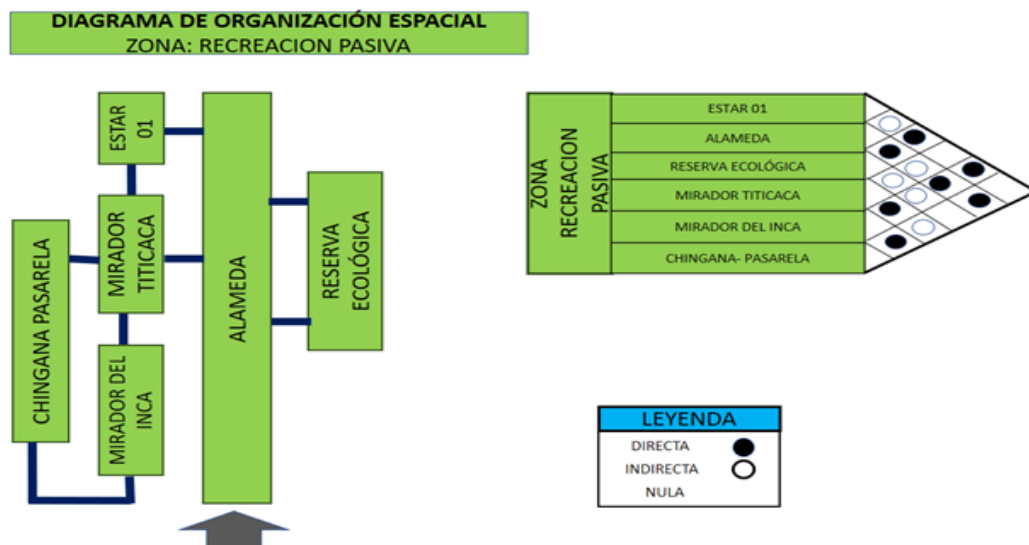 DIAGRAMA DE ORGANIZACIÓN ESPACIAL
ZONA: RECREACION PASIVA
ESTAR
01
MIRADOR
TITICACA
CHINGANA PASARELA
MIRADOR DEL
INCA
ALAMEDA
RESERVA
ECOLÓGICA
ZONA
RECREACION
PASIVA
ESTAR 01
ALAMEDA
RESERVA ECOLÓGICA
MIRADOR TITICACA
MIRADOR DEL INCA
CHINGANA- PASARELA
LEYENDA
DIRECTA
INDIRECTA
NULA